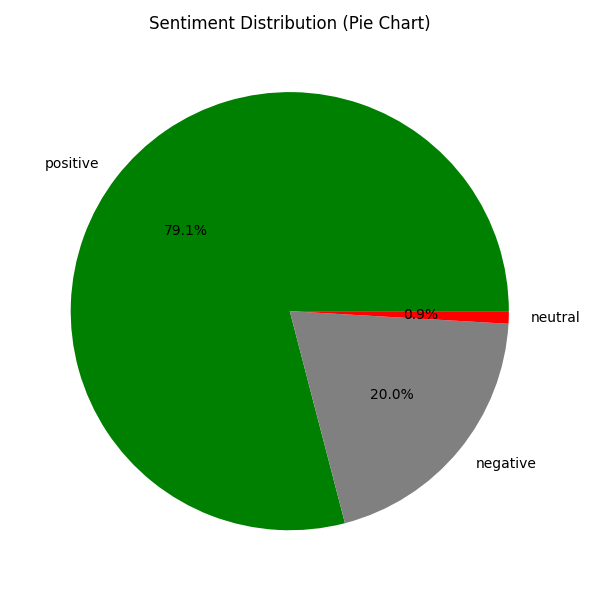 Sentiment Distribution (Pie Chart)
positive
79.1%
0.9%
neutral
20.0%
negative